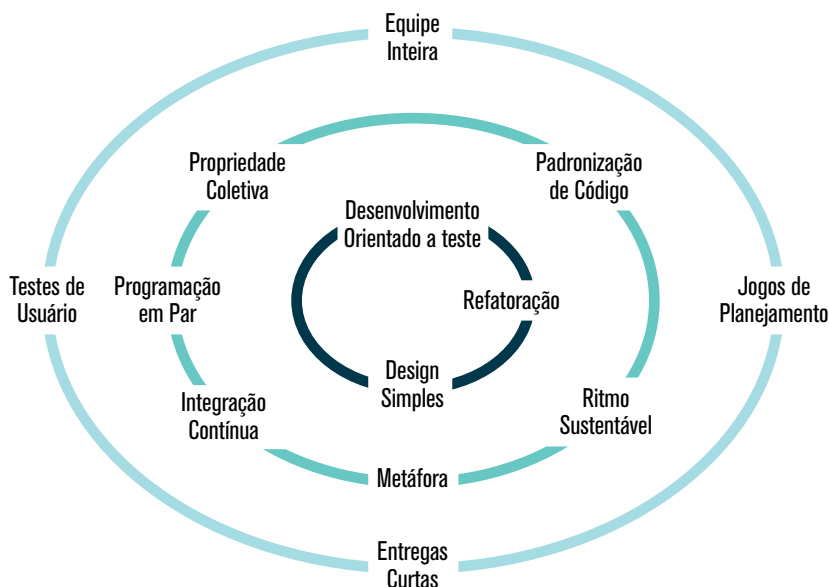 Equipe
Inteira
Propriedade
Coletiva
Padronização
de Código
Desenvolvimento
Orientado a teste
Testes de
Usuário
Programação
em Par
Refatoração
Jogos de
Planejamento
Design
Simples
Integração
Contínua
Ritmo
Sustentável
Metáfora
Entregas
Curtas